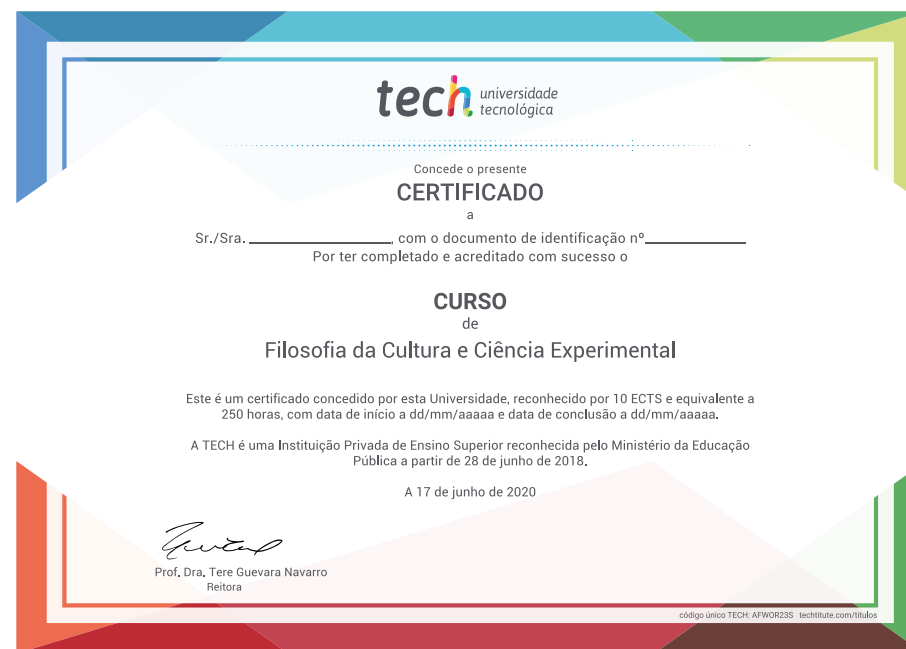 tech universidade
tecnológica
Concede o presente
CERTIFICADO
a
Sr./Sra. ____________________, com o documento de identificação nº______________
Por ter completado e acreditado com sucesso o
CURSO
de
Filosofia da Cultura e Ciência Experimental
Este é um certificado concedido por esta Universidade, reconhecido por 10 ECTS e equivalente a
250 horas, com data de início a dd/mm/aaaaa e data de conclusão a dd/mm/aaaaa.
A TECH é uma Instituição Privada de Ensino Superior reconhecida pelo Ministério da Educação
Pública a partir de 28 de junho de 2018.
A 17 de junho de 2020
Prof. Dra. Tere Guevara Navarro
Reitora
código único TECH: AFWOR23S techtitute.com/titulos